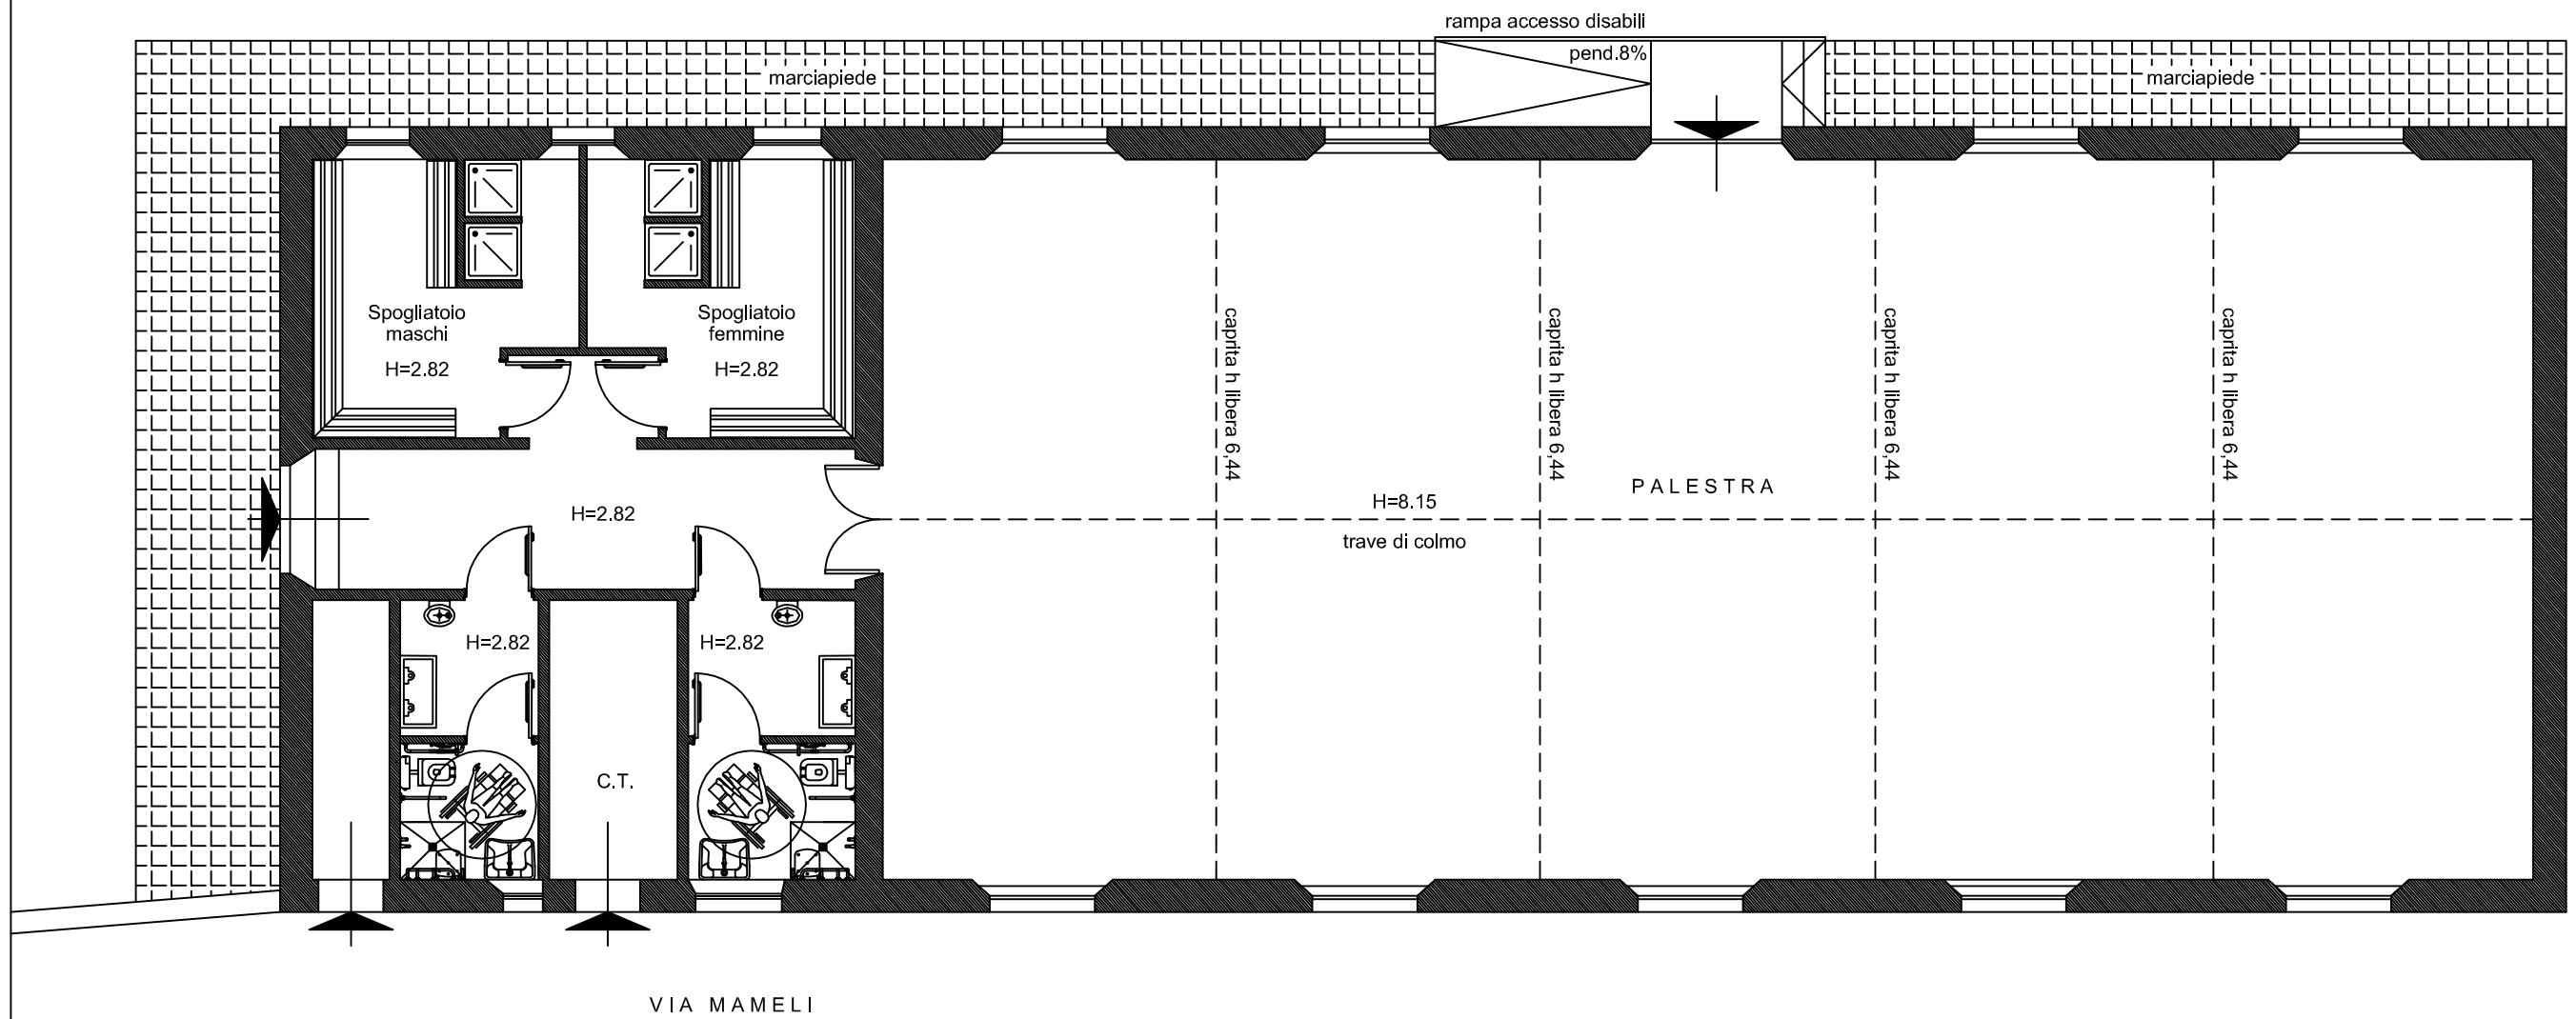 rampa accesso disabili
pend.8%
marciapiede
marciapiede
Spogliatoio
maschi
H=2.82
Spogliatoio
femmine
H=2.82
caprita h libera 6,44
caprita h libera 6,44
caprita h libera 6,44
caprita h libera 6,44
PALESTRA
H=8.15
trave di colmo
H=2.82
H=2.82
H=2.82
C.T.
VIA MAMELI